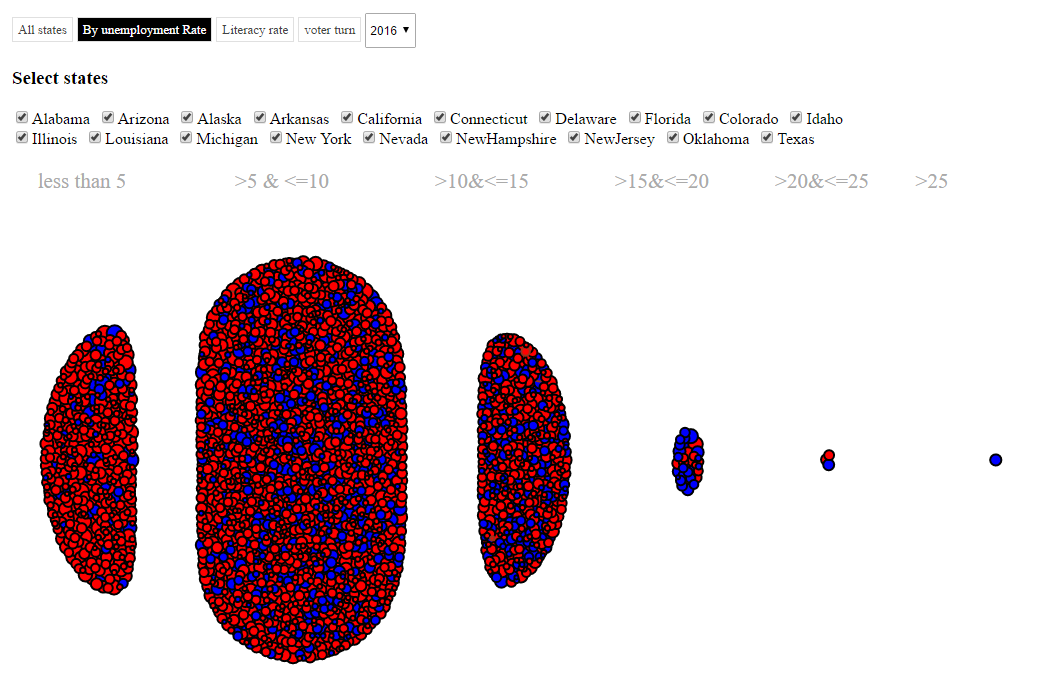 All states By unemployment Rate Literacy rate voter turn 2016
Select states
Alabama Arizona Alaska Arkansas California Connecticut Delaware Florida Colorado Idaho
Illinois Louisiana Michigan New York Nevada NewHampshire NewJersey Oklahoma Texas
less than 5 >5 & <=10 >10&<=15 >15&<=20 >20&<=25 >25